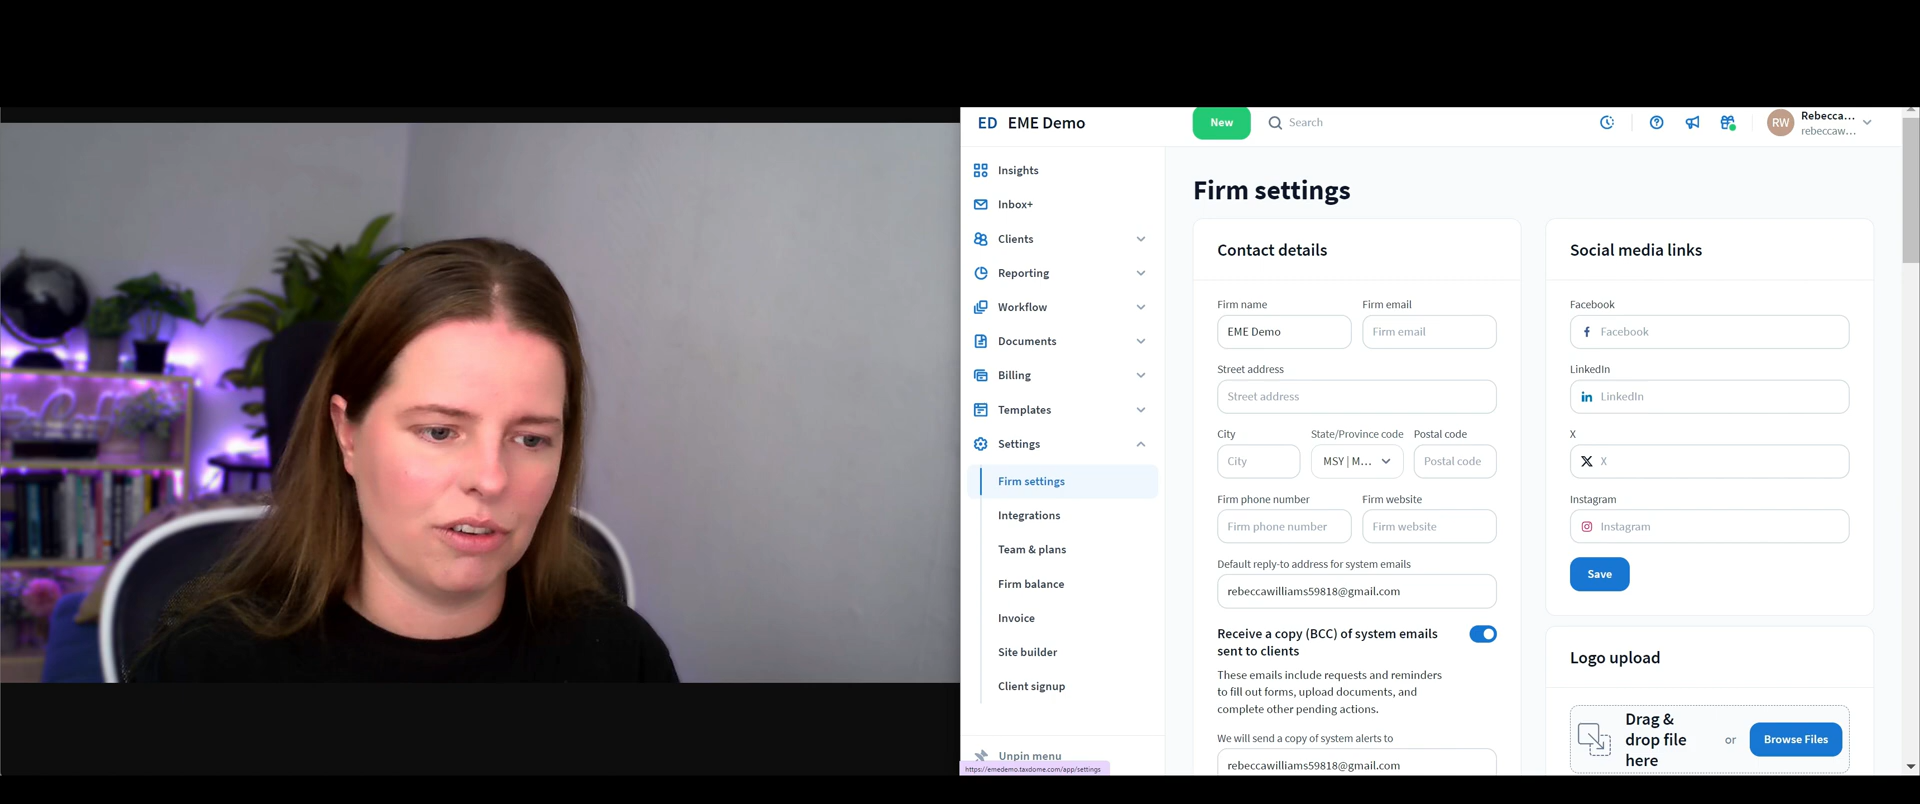 ED EME Demo
New
Search
RW
Rebecca...
rebeccaw...
Insights
Inbox+
Clients
Reporting
Workflow
Documents
Billing
Templates
Settings
Firm settings
Integrations
Team & plans
Firm balance
Invoice
Site builder
Client signup
Unpin menu
https://emedemo.taxdome.com/app/settings
Firm settings
Contact details
Firm name
Firm email
EME Demo
Firm email
Street address
Street address
City
State/Province code
Postal code
City
MSY | M...
Postal code
Firm phone number
Firm website
Firm phone number
Firm website
Default reply-to address for system emails
rebeccawilliams59818@gmail.com
Receive a copy (BCC) of system emails
sent to clients
These emails include requests and reminders
to fill out forms, upload documents, and
complete other pending actions.
We will send a copy of system alerts to
rebeccawilliams59818@gmail.com
Social media links
Facebook
Facebook
LinkedIn
LinkedIn
X
X
Instagram
Instagram
Save
Logo upload
Drag &
drop file
here
or
Browse Files